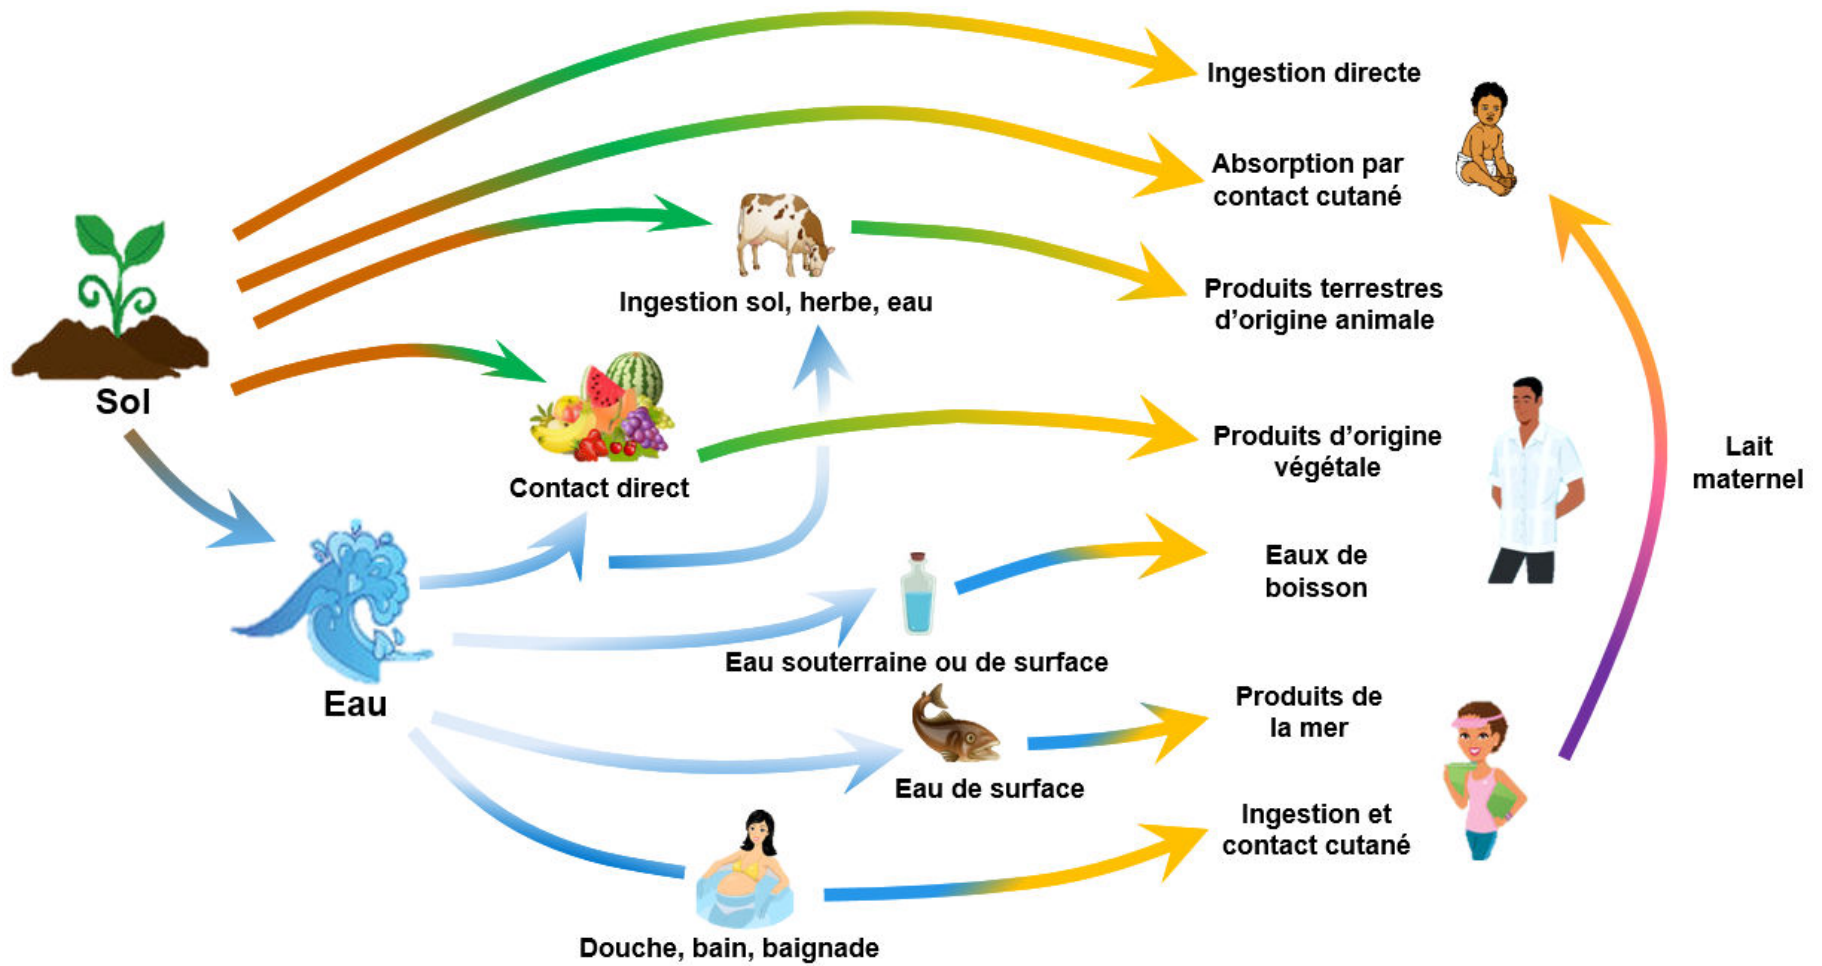 Ingestion directe
Absorption par
contact cutané
Ingestion sol, herbe, eau
Produits terrestres
d’origine animale
Sol
Contact direct
Produits d’origine
végétale
Lait
maternel
Eaux de
boisson
Eau souterraine ou de surface
Eau
Produits de
la mer
Eau de surface
Ingestion et
contact cutané
Douche, bain, baignade